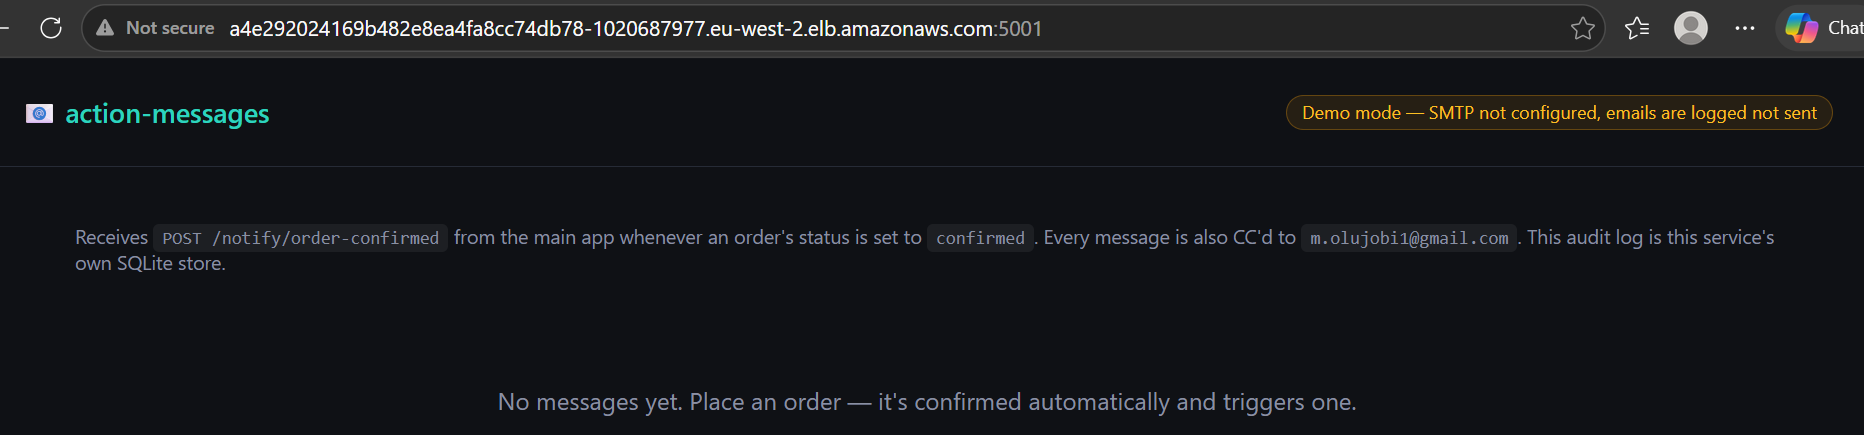 Not secure a4e292024169b482e8ea4fa8cc74db78-1020687977.eu-west-2.elb.amazonaws.com:5001
Chat
action-messages
Demo mode — SMTP not configured, emails are logged not sent
Receives POST /notify/order-confirmed from the main app whenever an order's status is set to confirmed. Every message is also CC'd to m.olujobi1@gmail.com. This audit log is this service's
own SQLite store.
No messages yet. Place an order — it's confirmed automatically and triggers one.